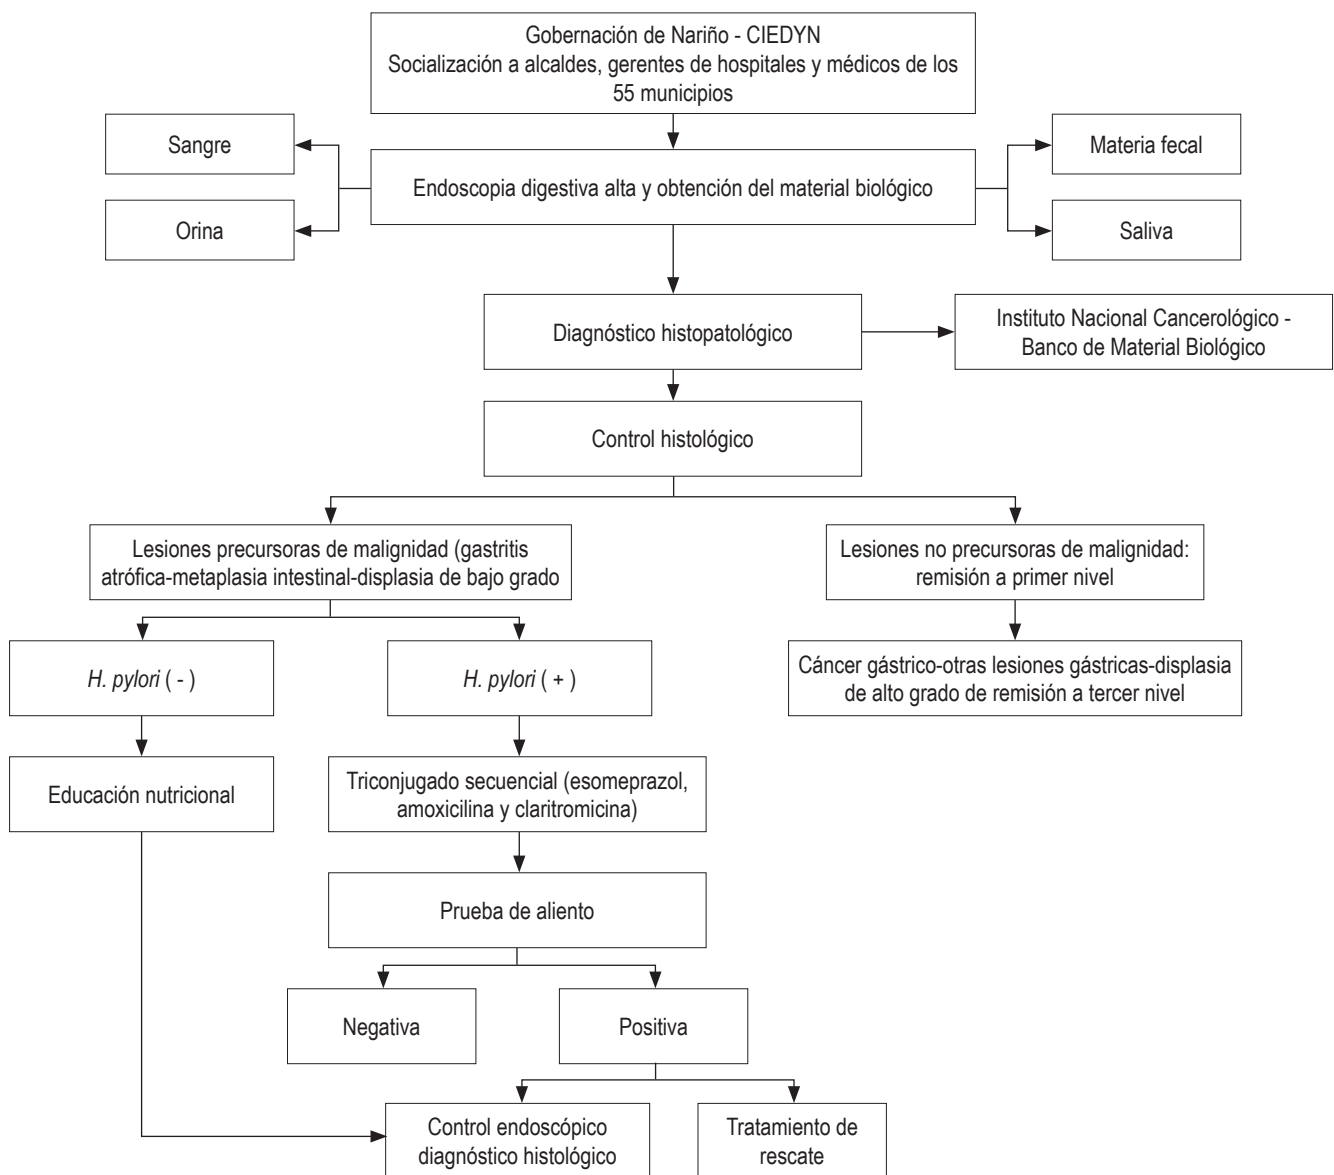 Gobernación de Nariño - CIEDYN
Socialización a alcaldes, gerentes de hospitales y médicos de los
55 municipios
Sangre
Materia fecal
Endoscopia digestiva alta y obtención del material biológico
Orina
Saliva
Diagnóstico histopatológico
Instituto Nacional Cancerológico -
Banco de Material Biológico
Control histológico
Lesiones precursoras de malignidad (gastritis
atrófica-metaplasia intestinal-displasia de bajo grado
Lesiones no precursoras de malignidad:
remisión a primer nivel
H. pylori ( - )
H. pylori ( + )
Cáncer gástrico-otras lesiones gástricas-displasia
de alto grado de remisión a tercer nivel
Educación nutricional
Triconjugado secuencial (esomeprazol,
amoxicilina y claritromicina)
Prueba de aliento
Negativa
Positiva
Control endoscópico
diagnóstico histológico
Tratamiento de
rescate